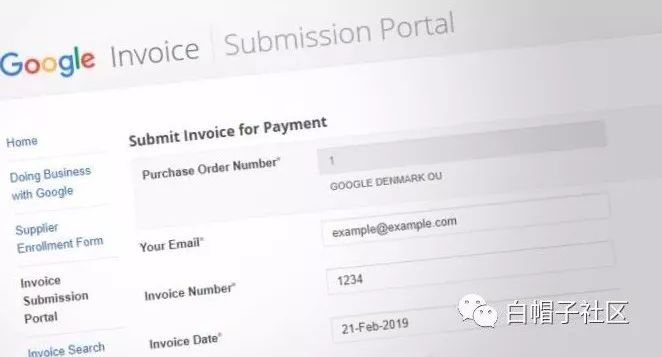 Google Invoice | Submission Portal
Home
Doing Business
with Google
Supplier
Enrollment Form
Invoice
Submission
Portal
Invoice Search
Submit Invoice for Payment
Purchase Order Number*
1
GOOGLE DENMARK OU
Your Email*
example@example.com
Invoice Number*
1234
Invoice Date*
21-Feb-2019
白帽子社区